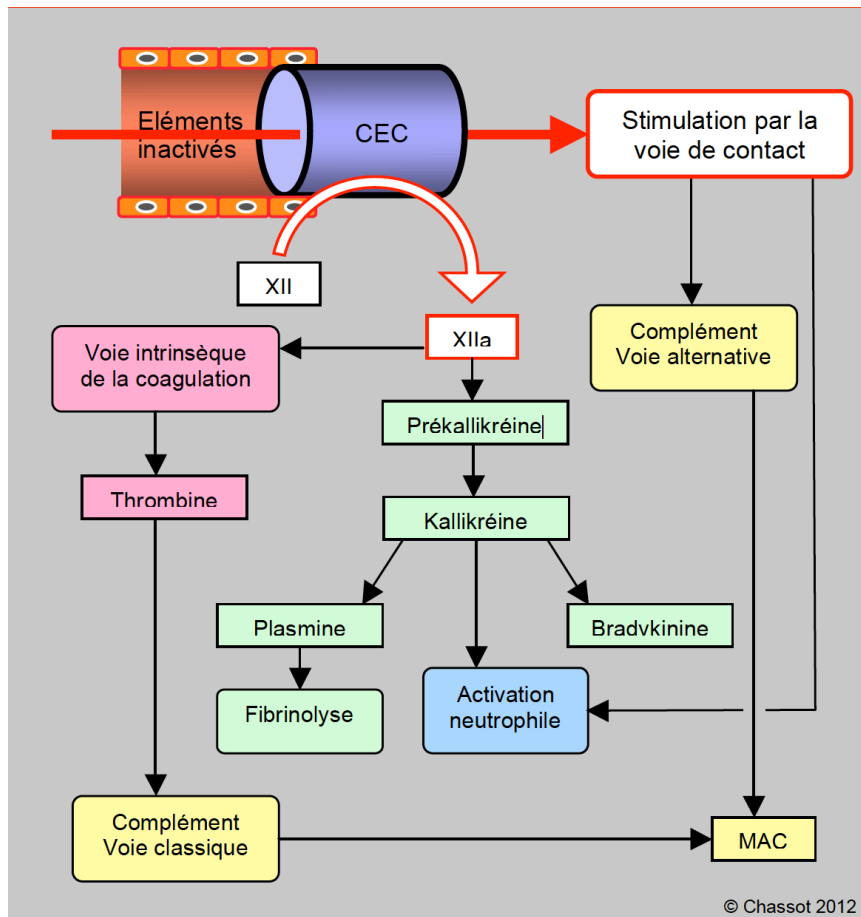 Eléments
inactivés
CEC
Stimulation par la
voie de contact
XII
XIIa
Voie intrinsèque
de la coagulation
Complément
Voie alternative
Prékallikréine
Thrombine
Kallikréine
Plasmine
Bradvkinine
Fibrinolyse
Activation
neutrophile
Complément
Voie classique
MAC
© Chassot 2012